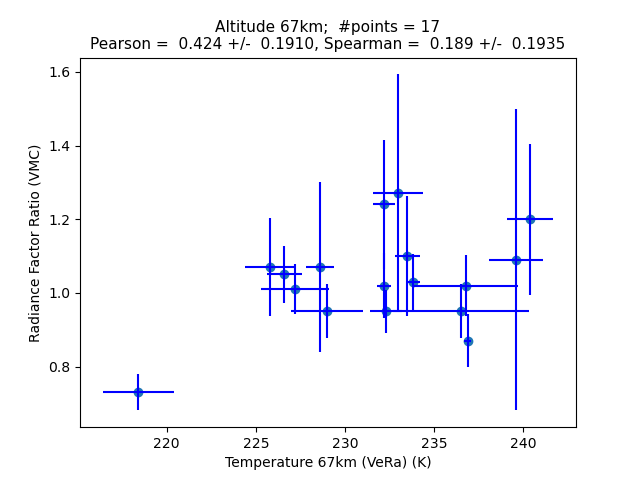 Altitude 67km;  #points = 17
Pearson =  0.424 +/-  0.1910, Spearman =  0.189 +/-  0.1935
1.6
1.4
1.2
1.0
0.8
Radiance Factor Ratio (VMC)
220
225
230
235
240
Temperature 67km (VeRa) (K)